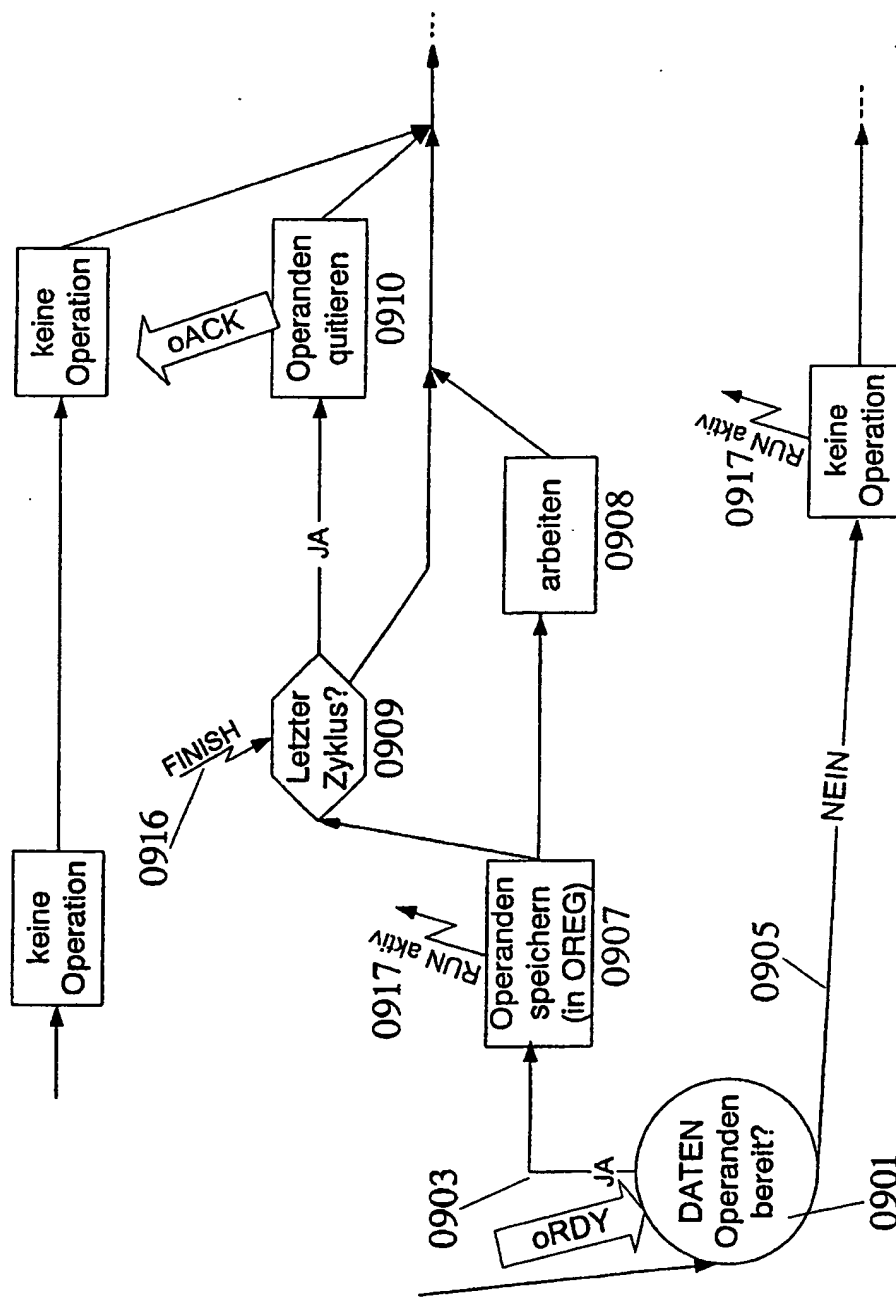 keine
Operation
keine
Operation
0916
FINISH
Letzter
Zyklus?
0909
JA
oACK
Operanden
quitieren
0910
0917
RUN aktiv
Operanden
speichern
(in OREG)
0907
arbeiten
0908
0903
oRDY
JA
DATEN
Operanden
bereit?
0901
0905
NEIN
0917
RUN aktiv
keine
Operation